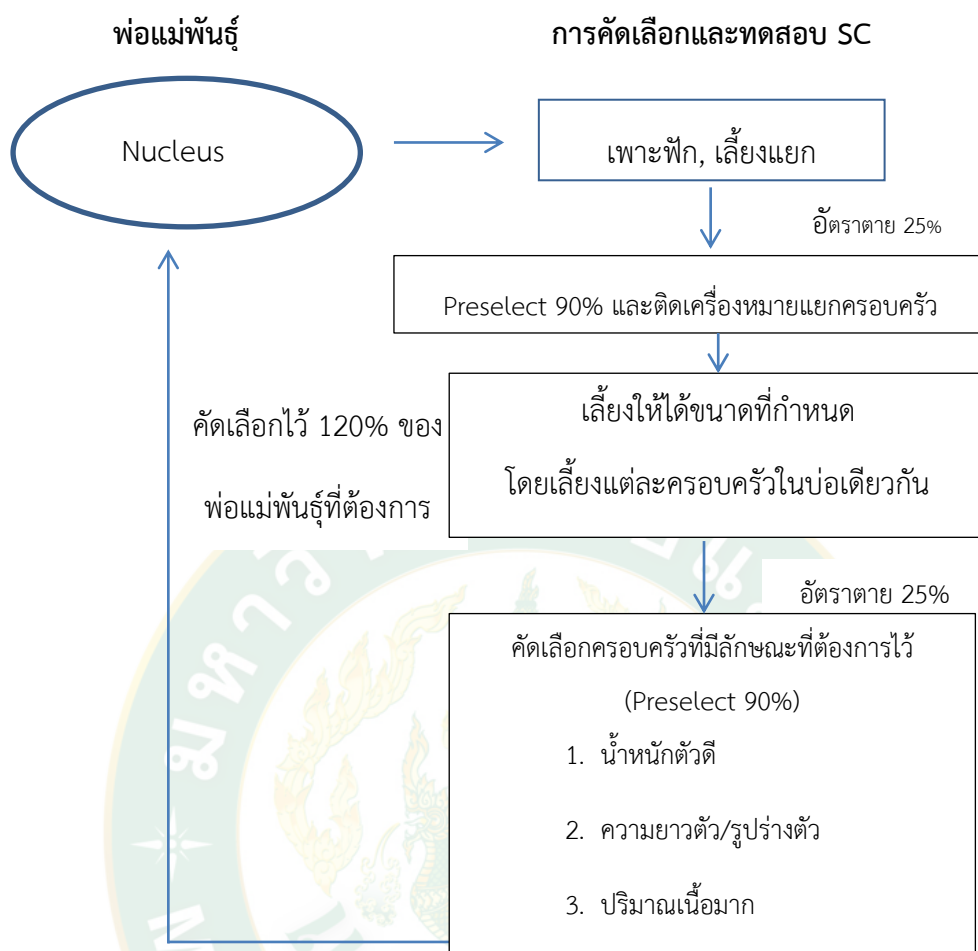 พ่อแม่พันธุ์
การคัดเลือกและทดสอบ SC
Nucleus
เพาะฟัก, เลี้ยงแยก
อัตราตาย 25%
Preselect 90% และติดเครื่องหมายแยกครอบครัว
เลี้ยงให้ได้ขนาดที่กำหนด
โดยเลี้ยงแต่ละครอบครัวในบ่อเดียวกัน
คัดเลือกไว้ 120% ของ
พ่อแม่พันธุ์ที่ต้องการ
อัตราตาย 25%
คัดเลือกครอบครัวที่มีลักษณะที่ต้องการไว้
(Preselect 90%)
1. น้ำหนักตัวดี
2. ความยาวตัว/รูปร่างตัว
3. ปริมาณเนื้อมาก